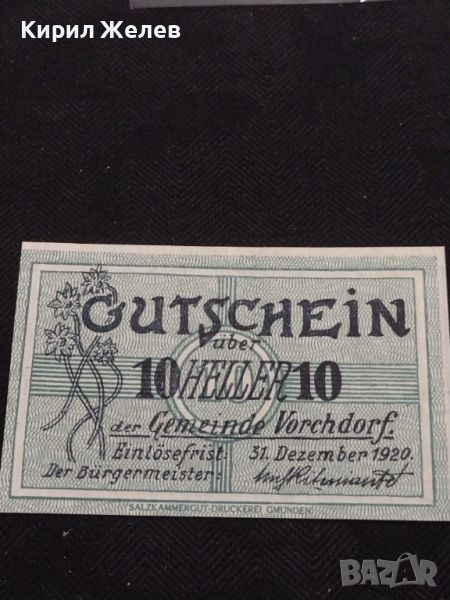 Кирил Желев
GUTSCHEIN
über
10 HELLER 10
der Gemeinde Vorchdorf.
Einlösefrist 31. Dezember 1920.
Der Bürgermeister:
SALZKAMMERGUT-DRUCKEREI GMUNDEN
BAZAR